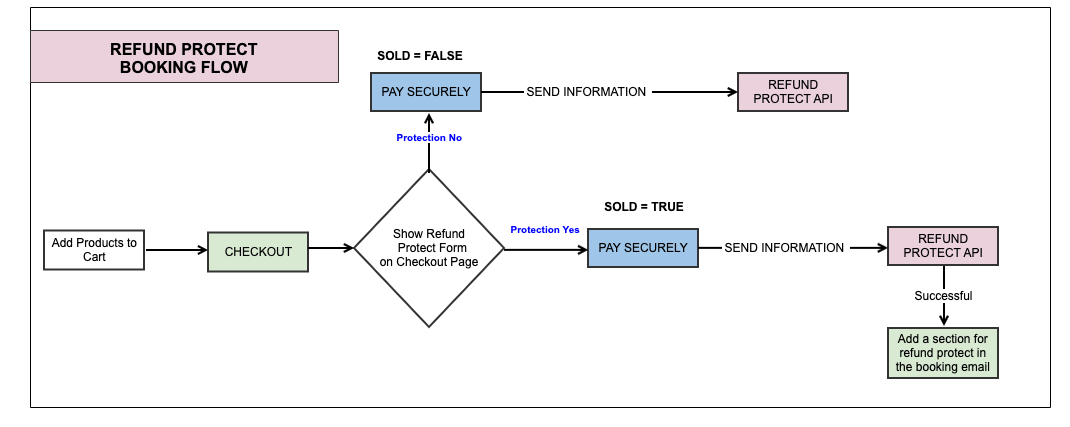 REFUND PROTECT
BOOKING FLOW
SOLD = FALSE
PAY SECURELY
SEND INFORMATION
REFUND
PROTECT API
Protection No
Add Products to
Cart
CHECKOUT
Show Refund
Protect Form
on Checkout Page
Protection Yes
SOLD = TRUE
PAY SECURELY
SEND INFORMATION
REFUND
PROTECT API
Successful
Add a section for
refund protect in
the booking email